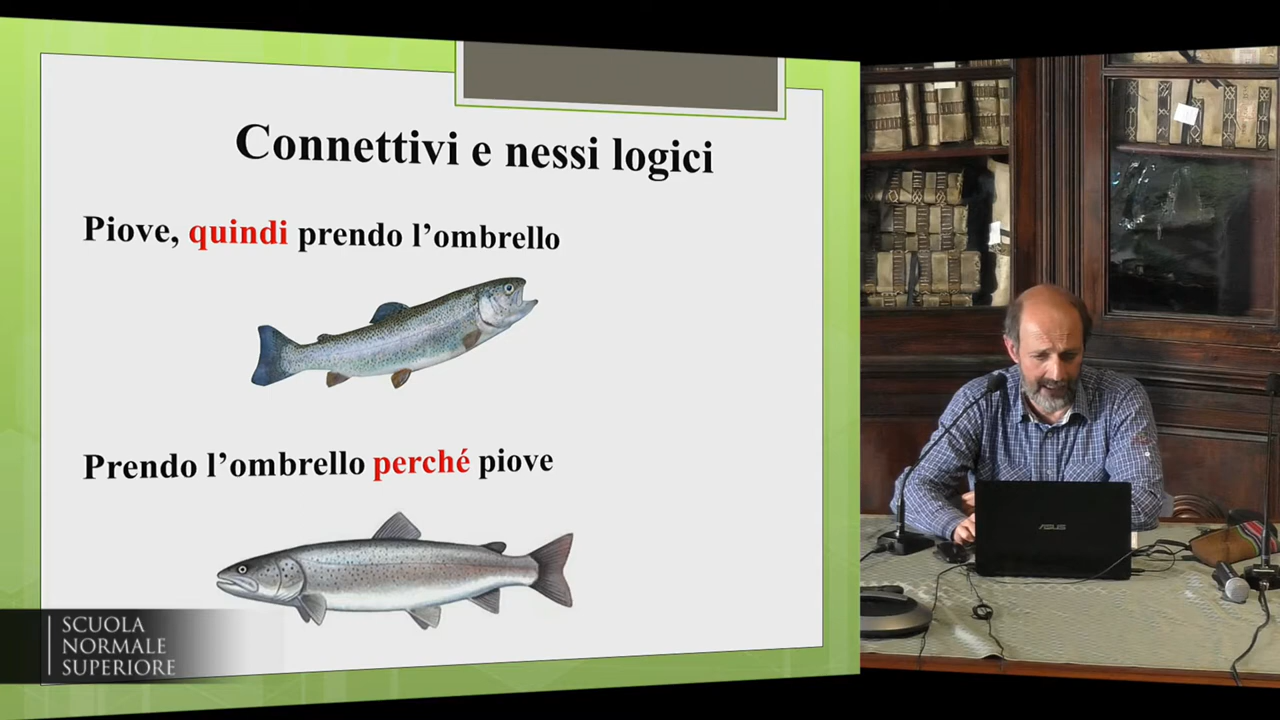 Connettivi e nessi logici
Piove, quindi prendo l’ombrello
Prendo l’ombrello perché piove
SCUOLA
NORMALE
SUPERIORE
ASUS